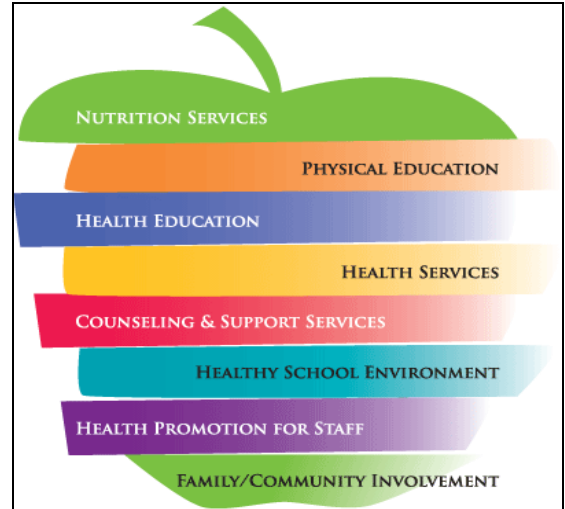 Nutrition Services
Physical Education
Health Education
Health Services
Counseling & Support Services
Healthy School Environment
Health Promotion for Staff
Family/Community Involvement